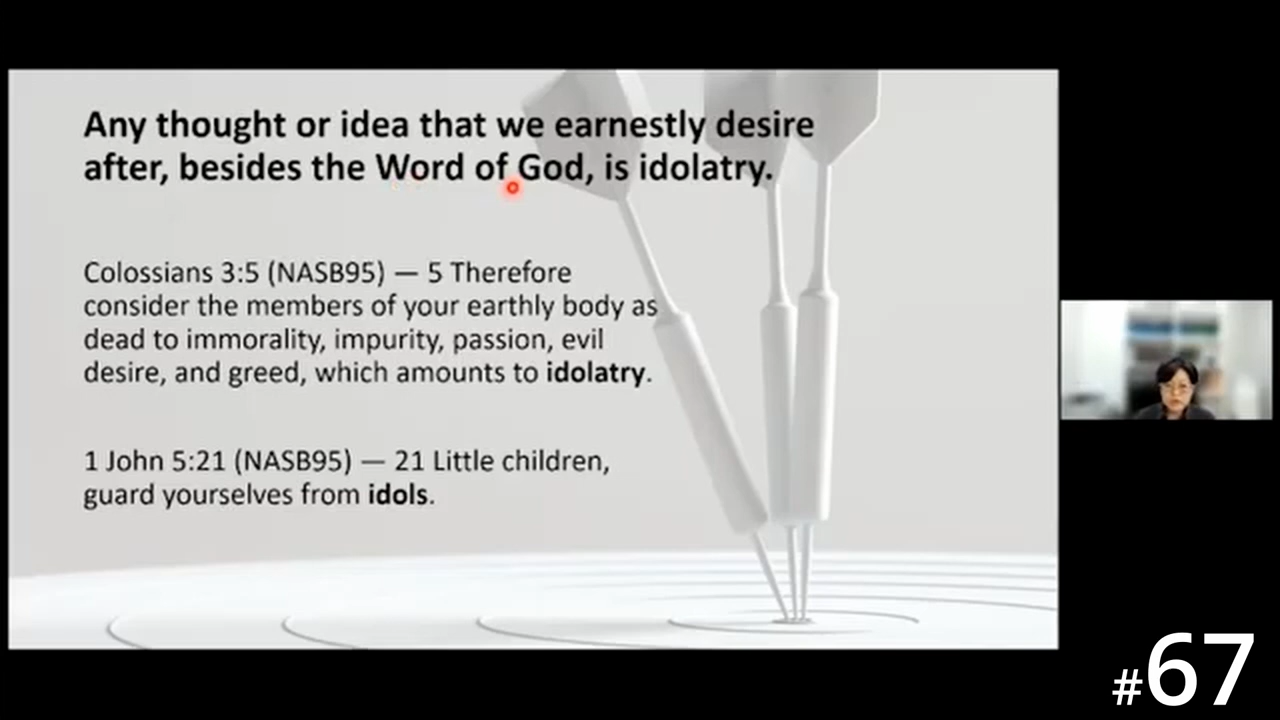 Any thought or idea that we earnestly desire
after, besides the Word of God, is idolatry.
Colossians 3:5 (NASB95) — 5 Therefore
consider the members of your earthly body as
dead to immorality, impurity, passion, evil
desire, and greed, which amounts to idolatry.
1 John 5:21 (NASB95) — 21 Little children,
guard yourselves from idols.
#67